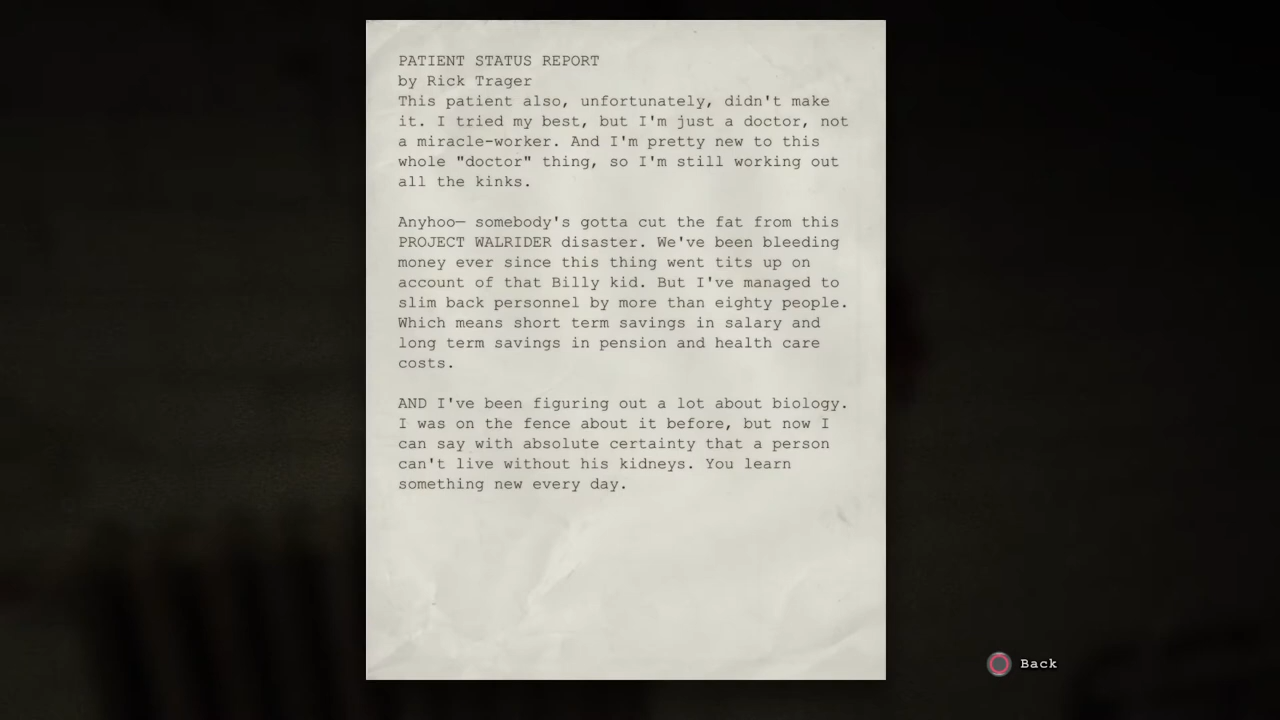 PATIENT STATUS REPORT
by Rick Trager
This patient also, unfortunately, didn't make
it. I tried my best, but I'm just a doctor, not
a miracle-worker. And I'm pretty new to this
whole "doctor" thing, so I'm still working out
all the kinks.
Anyhoo— somebody's gotta cut the fat from this
PROJECT WALRIDER disaster. We've been bleeding
money ever since this thing went tits up on
account of that Billy kid. But I've managed to
slim back personnel by more than eighty people.
Which means short term savings in salary and
long term savings in pension and health care
costs.
AND I've been figuring out a lot about biology.
I was on the fence about it before, but now I
can say with absolute certainty that a person
can't live without his kidneys. You learn
something new every day.
Back